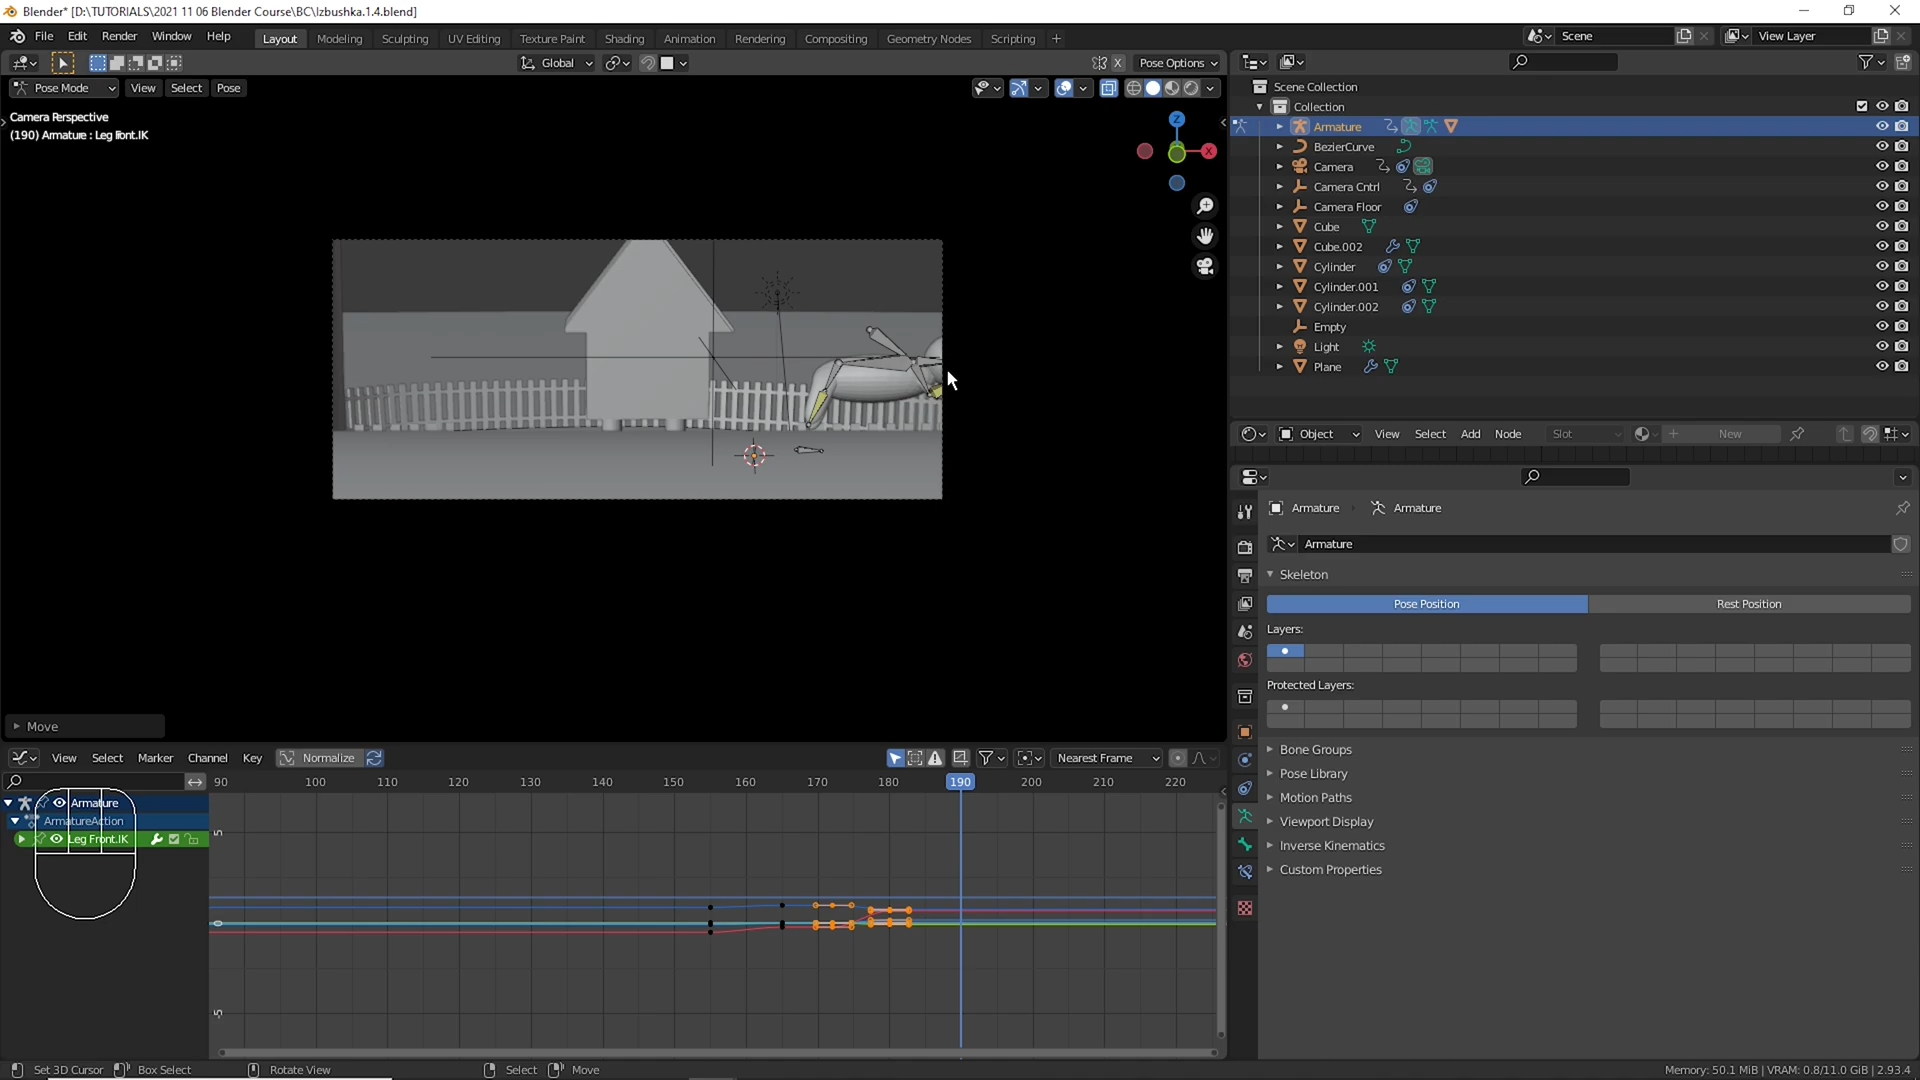 Blender* [D:\TUTORIALS\2021 11 06 Blender Course\BC\Izbushka.1.4.blend]
File Edit Render Window Help Layout Modeling Sculpting UV Editing Texture Paint Shading Animation Rendering Compositing Geometry Nodes Scripting Scene View Layer
Global X Pose Options
Pose Mode View Select Pose
Camera Perspective
(190) Armature : Leg Front.IK
Z
X
Scene Collection
Collection
Armature
BezierCurve
Camera
Camera Cntrl
Camera Floor
Cube
Cube.002
Cylinder
Cylinder.001
Cylinder.002
Empty
Light
Plane
Object View Select Add Node Slot New
Armature Armature
Armature
Skeleton
Pose Position Rest Position
Layers:
Protected Layers:
Bone Groups
Pose Library
Motion Paths
Viewport Display
Inverse Kinematics
Custom Properties
Move
View Select Marker Channel Key Normalize Nearest Frame
90 100 110 120 130 140 150 160 170 180 190 200 210 220
Armature
ArmatureAction
Leg Front.IK
5
0
-5
Set 3D Cursor Box Select Rotate View Select Move Memory: 50.1 MiB | VRAM: 0.8/11.0 GiB | 2.93.4